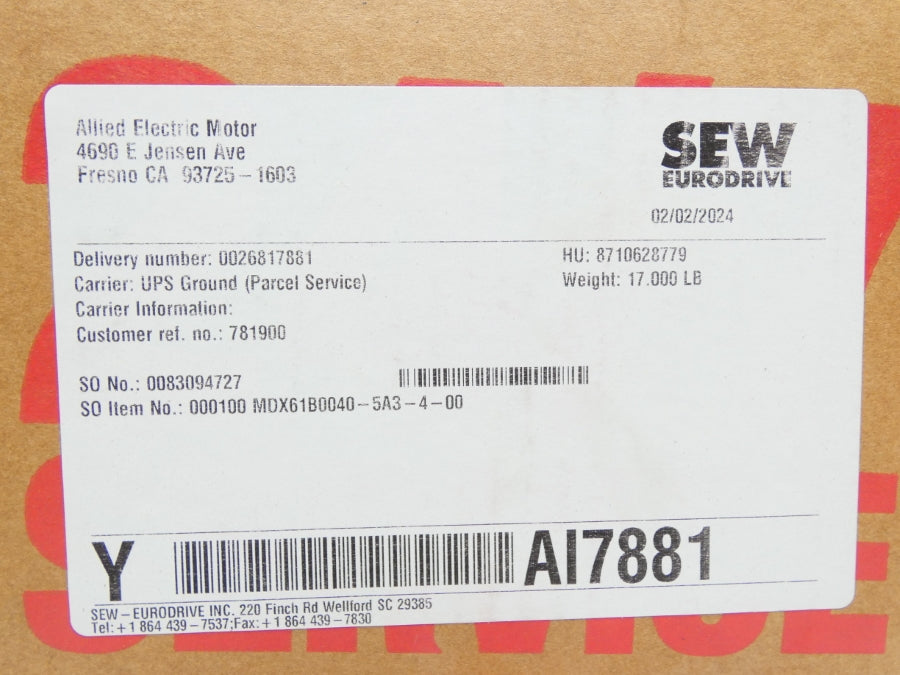 Allied Electric Motor
4690 E Jensen Ave
Fresno CA 93725-1603
SEW
EURODRIVE
02/02/2024
Delivery number: 0026817881
HU: 8710628779
Carrier: UPS Ground (Parcel Service)
Weight: 17.000 LB
Carrier Information:
Customer ref. no.: 781900
SO No.: 0083094727
SO Item No.: 000100 MDX61B0040-5A3-4-00
Y
AI7881
SEW-EURODRIVE INC. 220 Finch Rd Wellford SC 29385
Tel:+1 864 439-7537;Fax:+1 864 439-7830